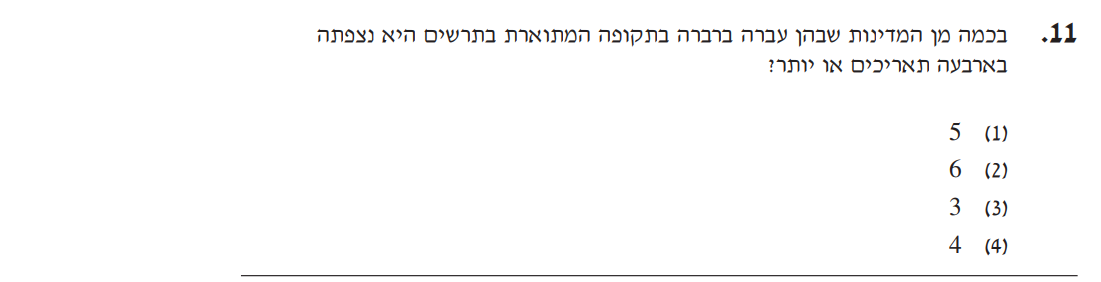 11. בכמה מן המדינות שבהן עברה ברברה בתקופה המתוארת בתרשים היא נצפתה
בארבעה תאריכים או יותר?
(1) 5
(2) 6
(3) 3
(4) 4